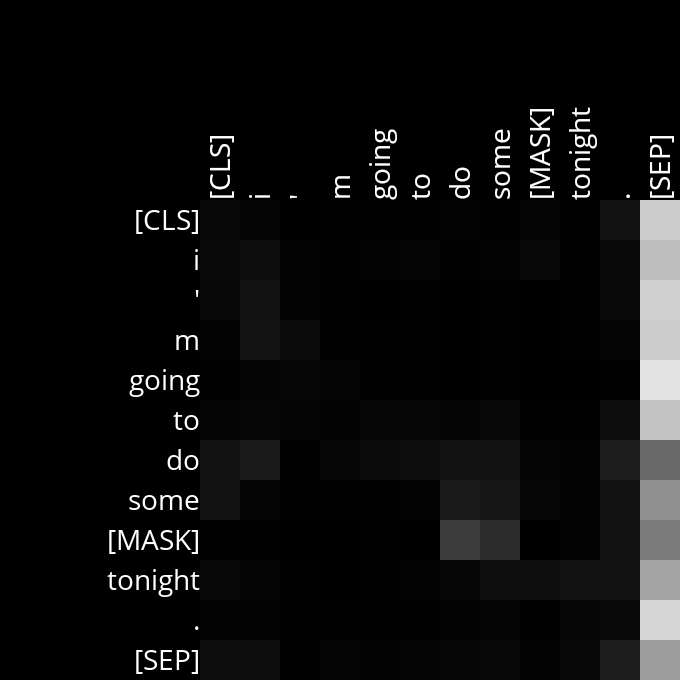 [CLS] i ' m going to do some [MASK] tonight . [SEP]
[CLS]
i
'
m
going
to
do
some
[MASK]
tonight
.
[SEP]